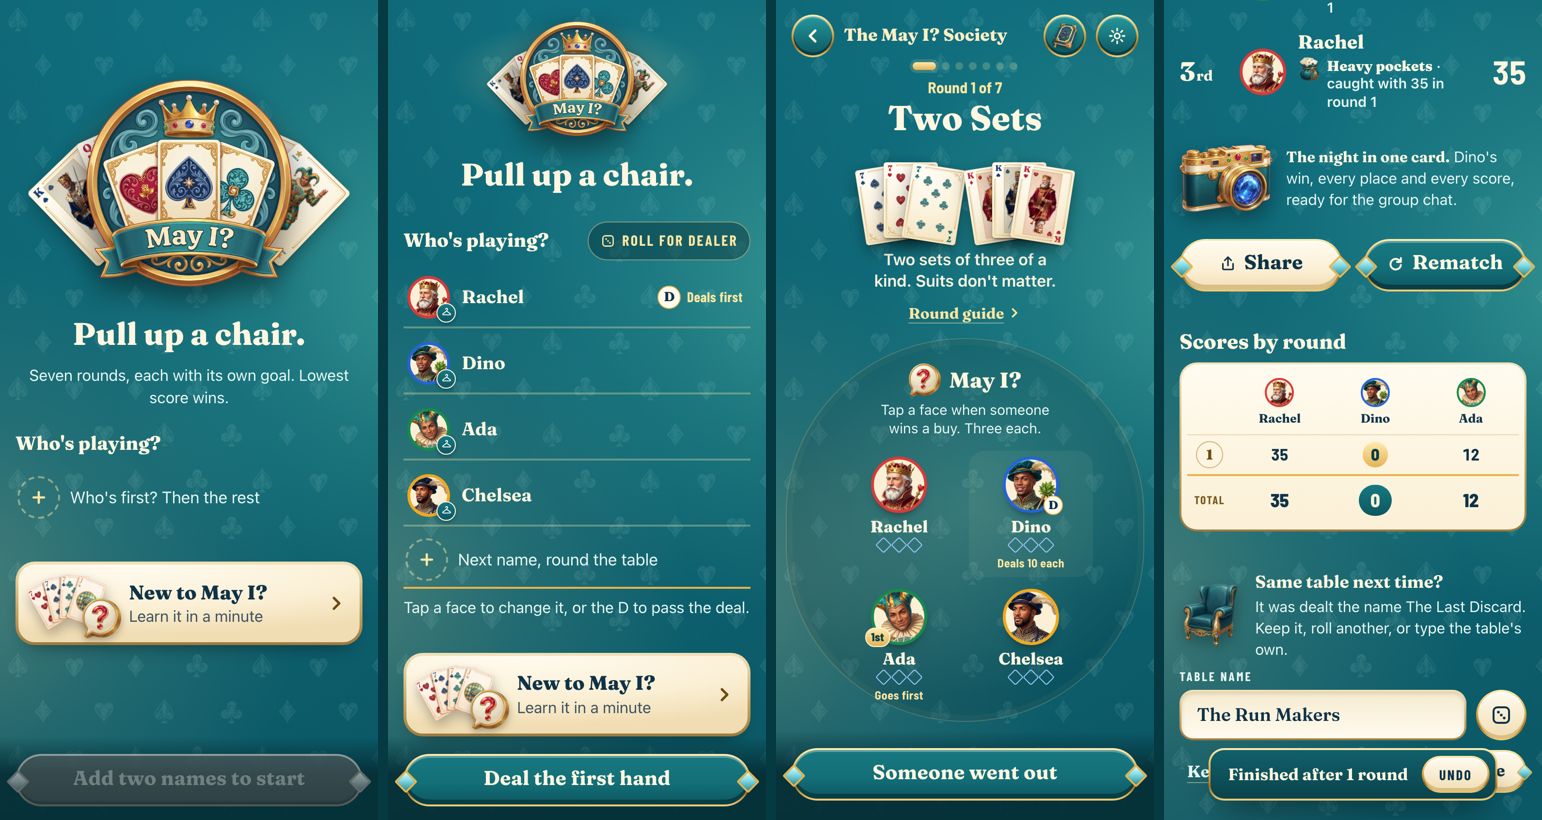 May I?
Pull up a chair.
Seven rounds, each with its own goal. Lowest
score wins.
Who's playing?
Who's first? Then the rest
New to May I?
Learn it in a minute
Add two names to start
May I?
Pull up a chair.
Who's playing?
ROLL FOR DEALER
Rachel
D Deals first
Dino
Ada
Chelsea
Next name, round the table
Tap a face to change it, or the D to pass the deal.
New to May I?
Learn it in a minute
Deal the first hand
The May I? Society
Round 1 of 7
Two Sets
Two sets of three of a
kind. Suits don't matter.
Round guide
May I?
Tap a face when someone
wins a buy. Three each.
Rachel
D
Dino
Deals 10 each
1st
Ada
Goes first
Chelsea
Someone went out
1
3rd
Rachel
Heavy pockets ·
caught with 35 in
round 1
35
The night in one card. Dino's
win, every place and every score,
ready for the group chat.
Share
Rematch
Scores by round
Rachel Dino Ada
1 35 0 12
TOTAL 35 0 12
Same table next time?
It was dealt the name The Last Discard.
Keep it, roll another, or type the table's
own.
TABLE NAME
The Run Makers
Finished after 1 round
UNDO